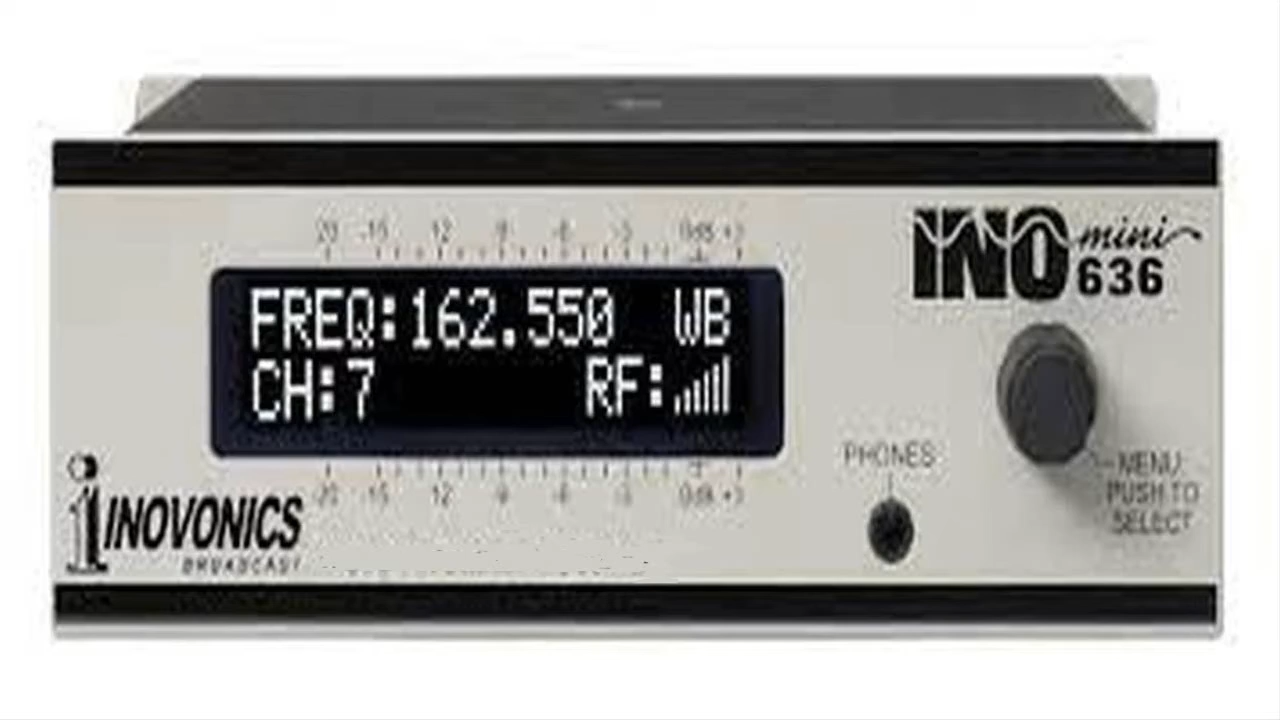 20 -15 12 -9 -6 -3 0dB +3
INO mini
636
FREQ:162.550 WB
CH:7 RF:
PHONES
MENU
PUSH TO
SELECT
-20 -15 12 -9 -6 -3 0dB +3
INOVONICS
BROADCAST